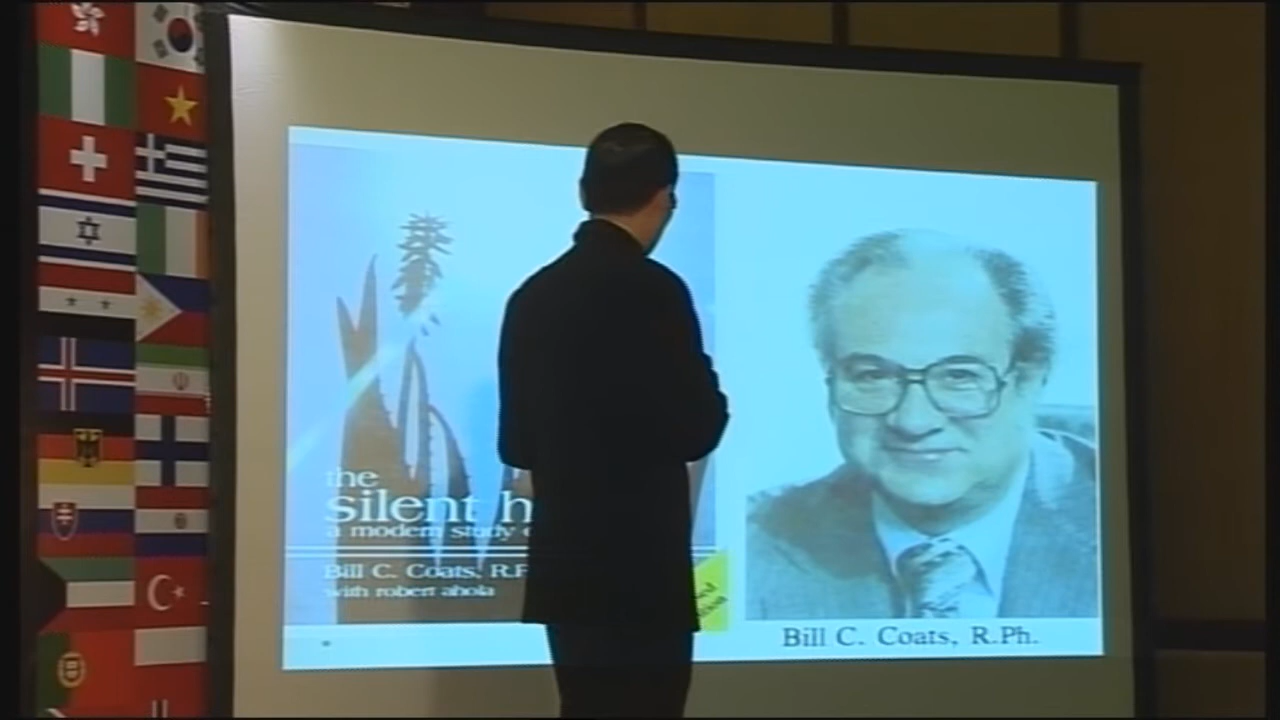 the
silent h
a modern study
Bill C. Coats, R.P
with robert ahola
Bill C. Coats, R.Ph.